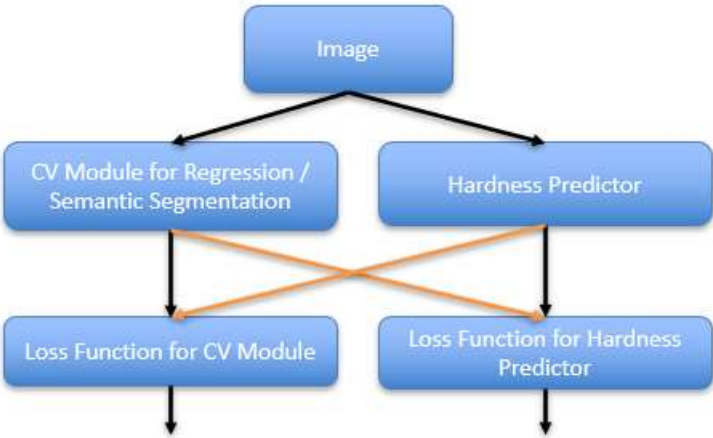 Image
CV Module for Regression /
Semantic Segmentation
Hardness Predictor
Loss Function for CV Module
Loss Function for Hardness
Predictor